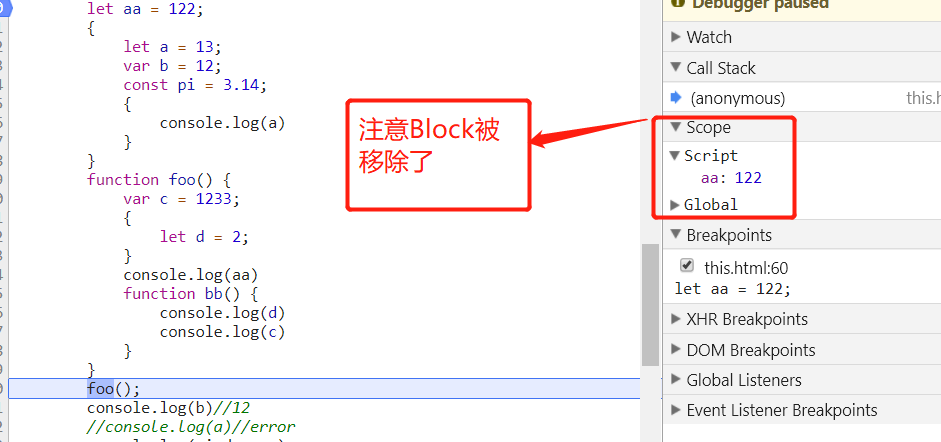 let aa = 122;
{
let a = 13;
var b = 12;
const pi = 3.14;
{
console.log(a)
}
}
function foo() {
var c = 1233;
{
let d = 2;
}
console.log(aa)
function bb() {
console.log(d)
console.log(c)
}
}
foo();
console.log(b)//12
//console.log(a)//error
注意Block被
移除了
Debugger paused
Watch
Call Stack
(anonymous) this.h
Scope
Script
aa: 122
Global
Breakpoints
this.html:60
let aa = 122;
XHR Breakpoints
DOM Breakpoints
Global Listeners
Event Listener Breakpoints